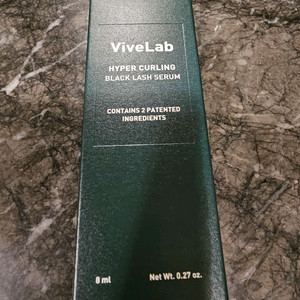 ViveLab
HYPER CURLING
BLACK LASH SERUM
CONTAINS 2 PATENTED
INGREDIENTS
8 ml Net Wt. 0.27 oz.